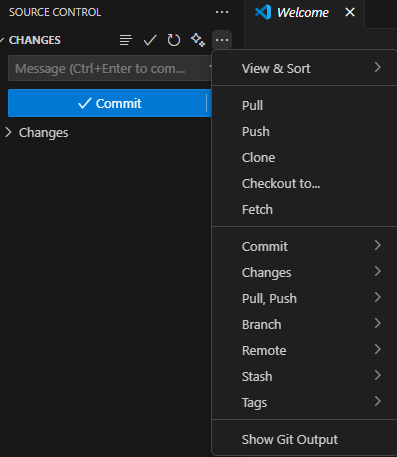 SOURCE CONTROL
Welcome
CHANGES
Message (Ctrl+Enter to com...
Commit
Changes
View & Sort
Pull
Push
Clone
Checkout to...
Fetch
Commit
Changes
Pull, Push
Branch
Remote
Stash
Tags
Show Git Output